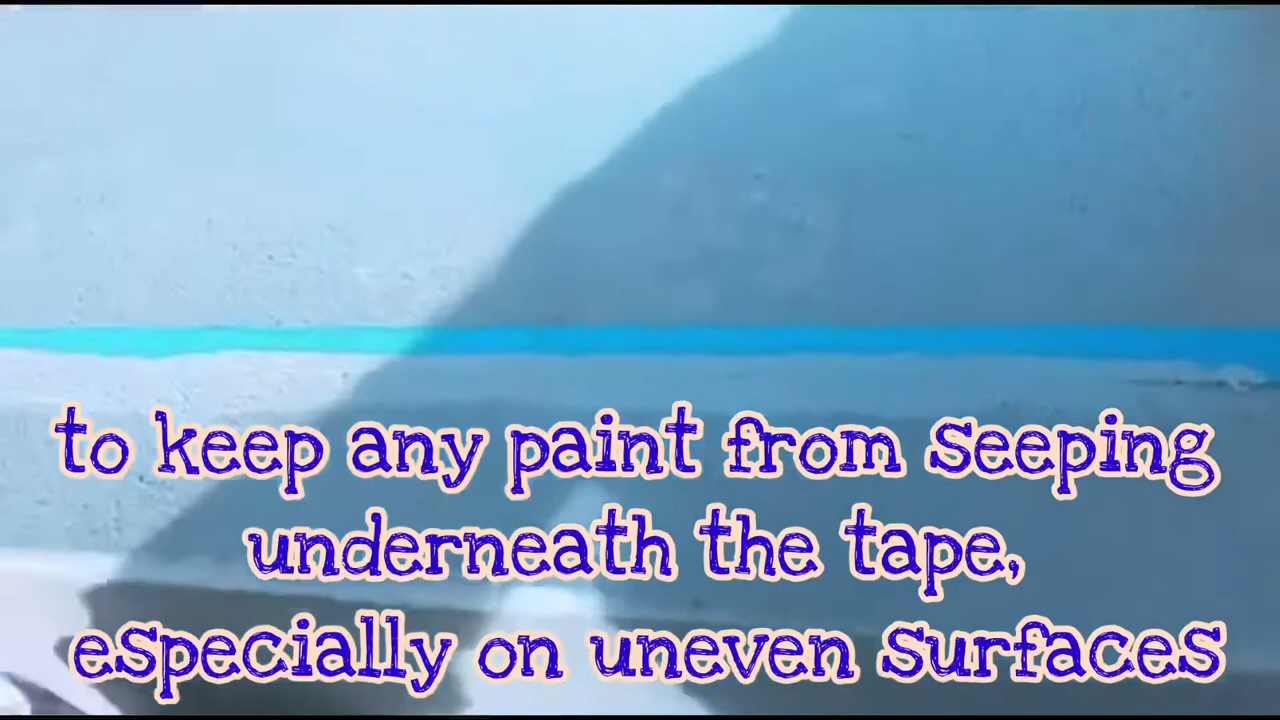 to keep any paint from seeping
underneath the tape,
especially on uneven surfaces